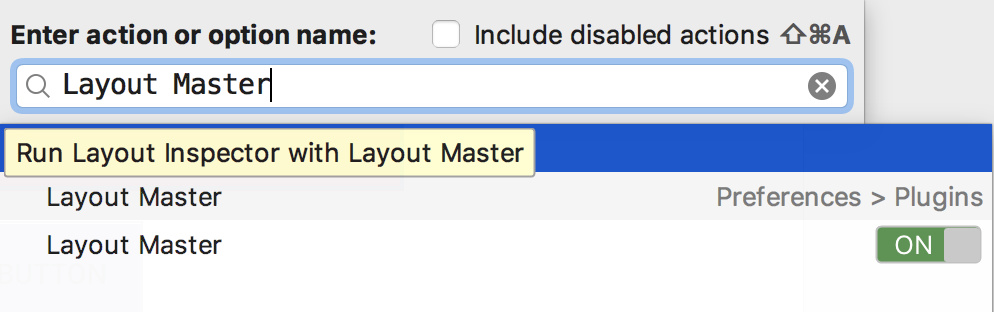 Enter action or option name: Include disabled actions ⇧⌘A
Layout Master
Run Layout Inspector with Layout Master
Layout Master Preferences > Plugins
Layout Master ON
BUTTON